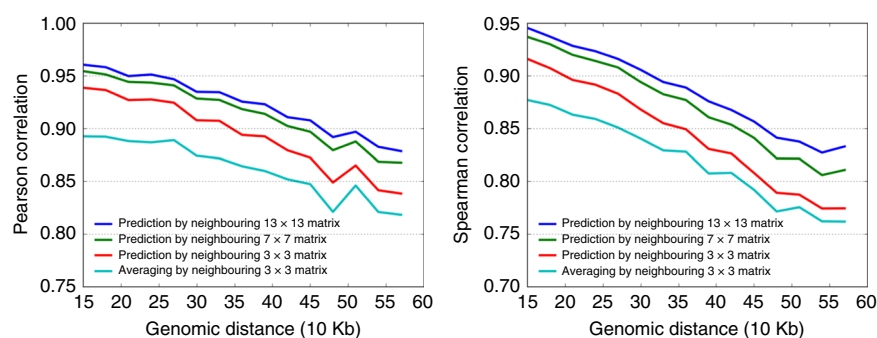 1.00
0.95
0.90
0.85
0.80
0.75
Pearson correlation
Prediction by neighbouring 13 × 13 matrix
Prediction by neighbouring 7 × 7 matrix
Prediction by neighbouring 3 × 3 matrix
Averaging by neighbouring 3 × 3 matrix
15 20 25 30 35 40 45 50 55 60
Genomic distance (10 Kb)
0.95
0.90
0.85
0.80
0.75
0.70
Spearman correlation
Prediction by neighbouring 13 × 13 matrix
Prediction by neighbouring 7 × 7 matrix
Prediction by neighbouring 3 × 3 matrix
Averaging by neighbouring 3 × 3 matrix
15 20 25 30 35 40 45 50 55 60
Genomic distance (10 Kb)